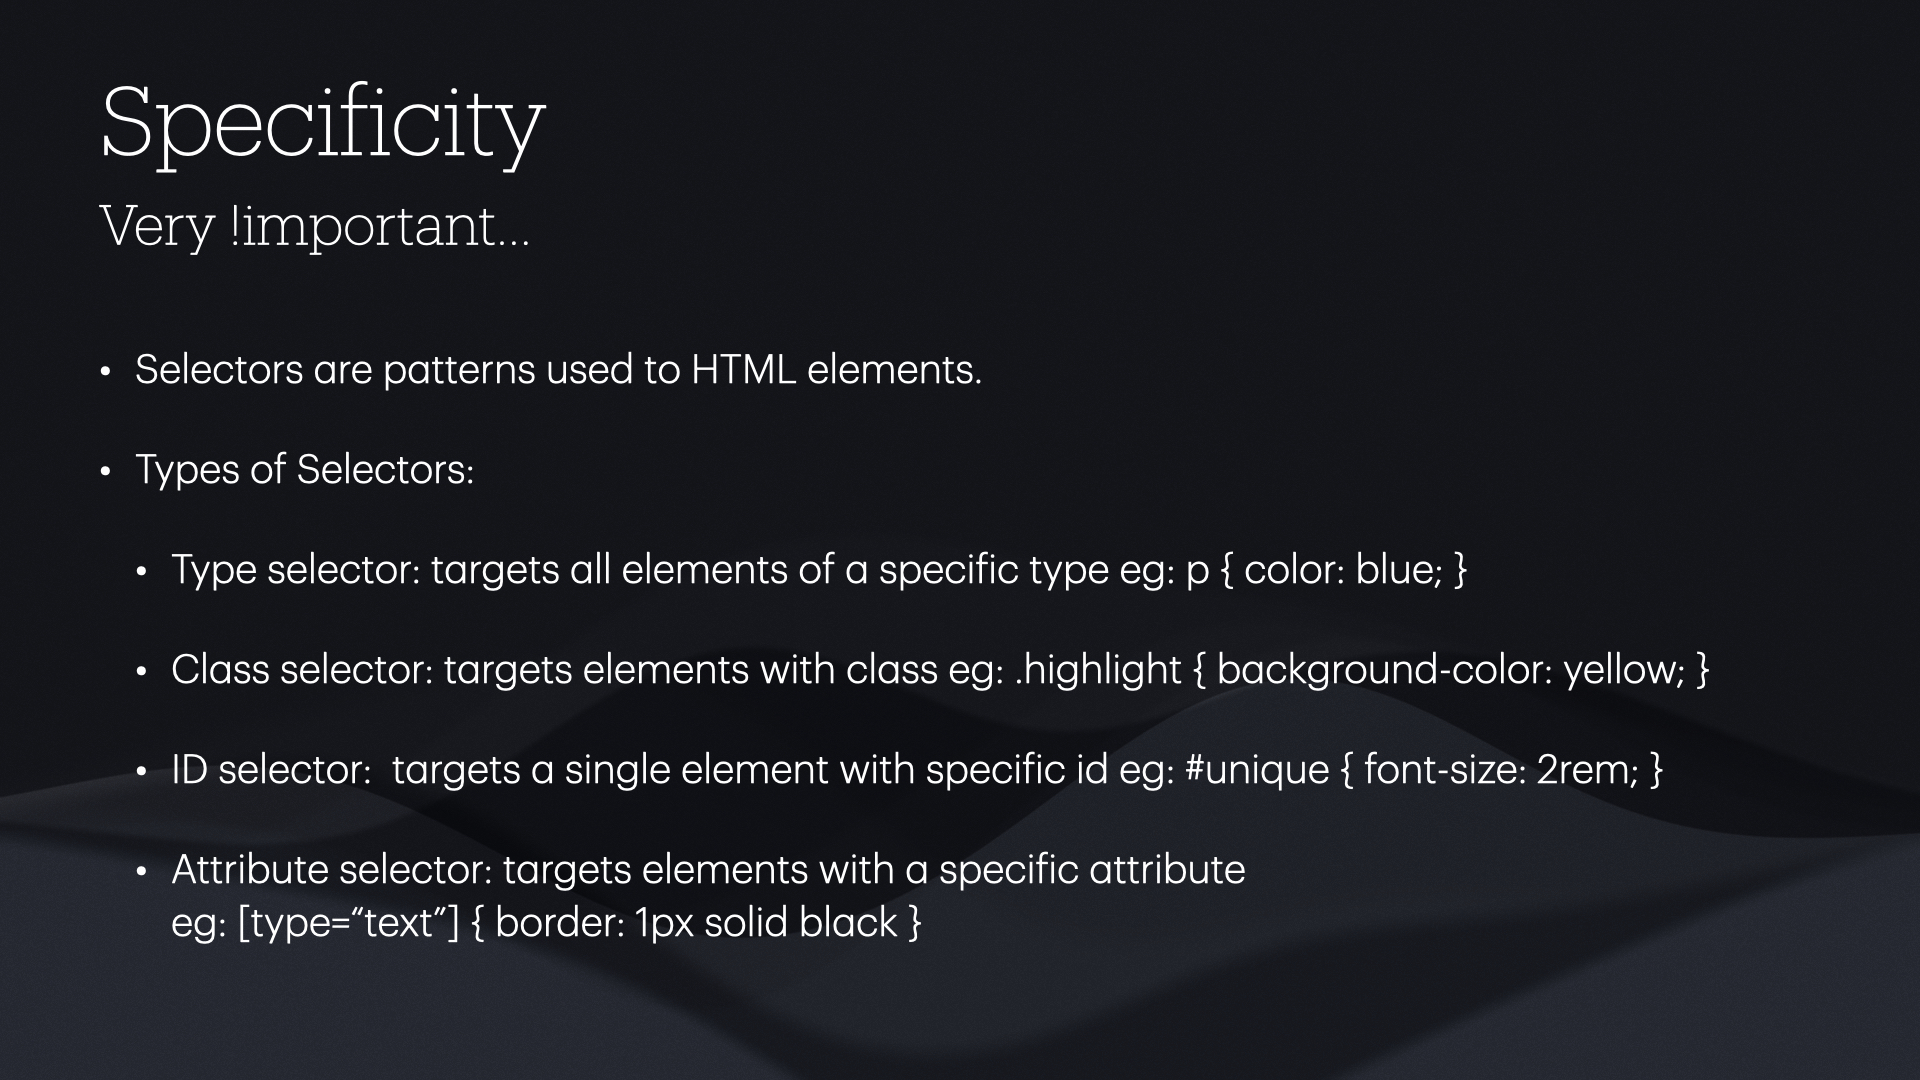 Specificity
Very !important...
• Selectors are patterns used to HTML elements.
• Types of Selectors:
• Type selector: targets all elements of a specific type eg: p { color: blue; }
• Class selector: targets elements with class eg: .highlight { background-color: yellow; }
• ID selector:  targets a single element with specific id eg: #unique { font-size: 2rem; }
• Attribute selector: targets elements with a specific attribute
eg: [type=“text”] { border: 1px solid black }